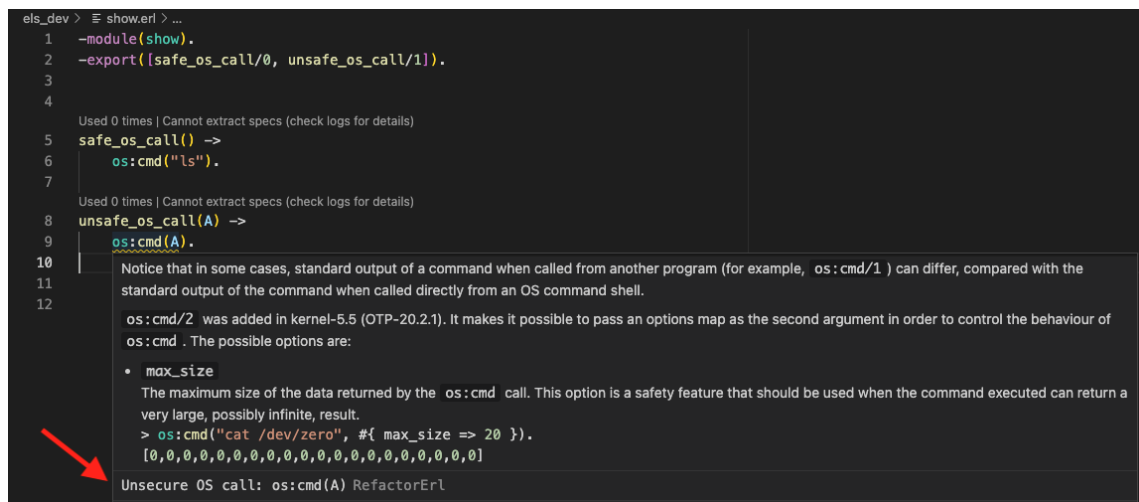 els_dev > show.erl > ...
1 -module(show).
2 -export([safe_os_call/0, unsafe_os_call/1]).
3
4
Used 0 times | Cannot extract specs (check logs for details)
5 safe_os_call() ->
6 os:cmd("ls").
7
Used 0 times | Cannot extract specs (check logs for details)
8 unsafe_os_call(A) ->
9 os:cmd(A).
10
11
12
Notice that in some cases, standard output of a command when called from another program (for example, os:cmd/1 ) can differ, compared with the
standard output of the command when called directly from an OS command shell.
os:cmd/2 was added in kernel-5.5 (OTP-20.2.1). It makes it possible to pass an options map as the second argument in order to control the behaviour of
os:cmd . The possible options are:
• max_size
The maximum size of the data returned by the os:cmd call. This option is a safety feature that should be used when the command executed can return a
very large, possibly infinite, result.
> os:cmd("cat /dev/zero", #{ max_size => 20 }).
[0,0,0,0,0,0,0,0,0,0,0,0,0,0,0,0,0,0,0,0]
Unsecure OS call: os:cmd(A) RefactorErl